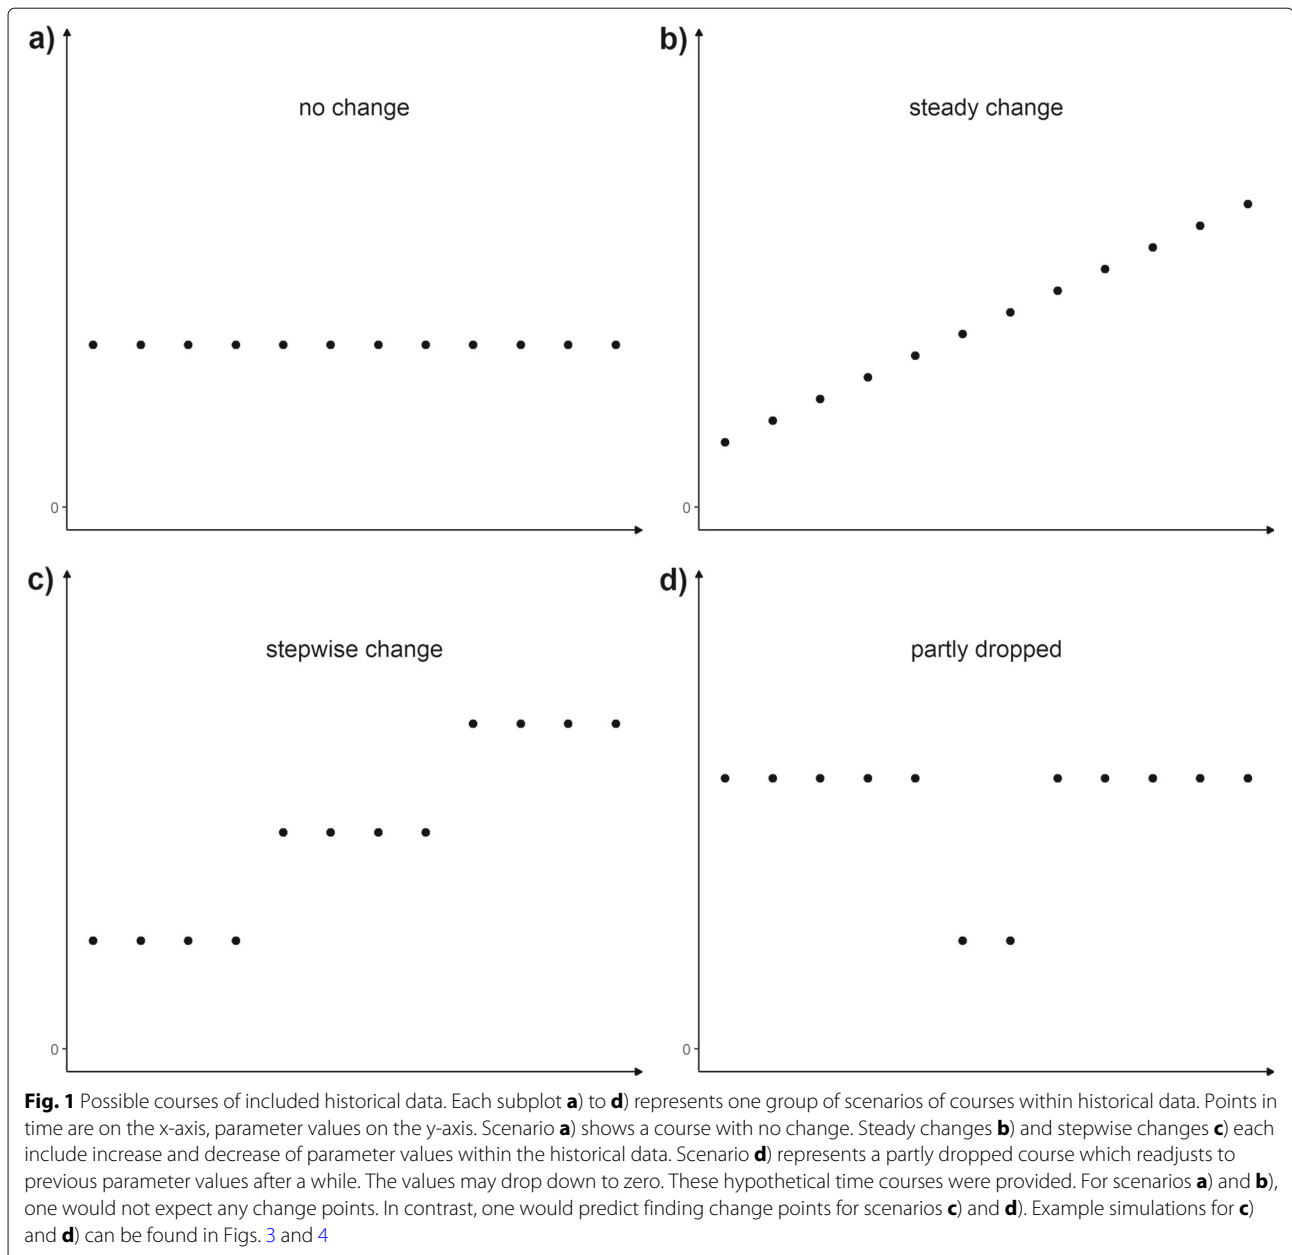 a)
no change
0
b)
steady change
0
c)
stepwise change
0
d)
partly dropped
0
Fig. 1 Possible courses of included historical data. Each subplot a) to d) represents one group of scenarios of courses within historical data. Points in
time are on the x-axis, parameter values on the y-axis. Scenario a) shows a course with no change. Steady changes b) and stepwise changes c) each
include increase and decrease of parameter values within the historical data. Scenario d) represents a partly dropped course which readjusts to
previous parameter values after a while. The values may drop down to zero. These hypothetical time courses were provided. For scenarios a) and b),
one would not expect any change points. In contrast, one would predict finding change points for scenarios c) and d). Example simulations for c)
and d) can be found in Figs. 3 and 4